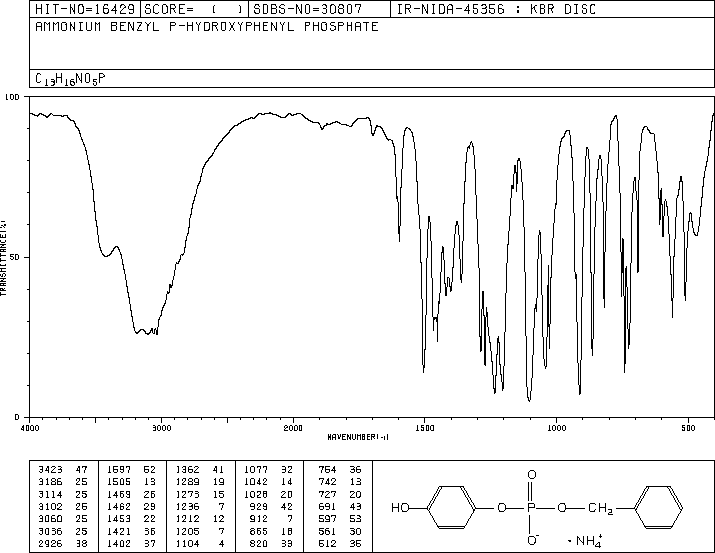 HIT-NO=16429 SCORE= ( ) SDBS-NO=30807 IR-NIDA-45356 : KBR DISC
AMMONIUM BENZYL P-HYDROXYPHENYL PHOSPHATE
C13H16NO5P
100
50
0
TRANSMITTANCE(%)
4000 3000 2000 1500 1000 500
WAVENUMBER(-1)
3423 47 1597 52 1362 41 1077 32 754 36
3186 25 1505 13 1289 19 1042 14 742 13
3114 25 1469 26 1273 15 1028 20 727 20
3102 25 1462 29 1236 7 929 42 691 43
3060 25 1453 22 1212 12 912 7 597 53
3036 25 1421 36 1205 7 865 18 561 30
2926 38 1402 37 1104 4 820 39 512 35
O
HO O P O CH2
O- · NH4+